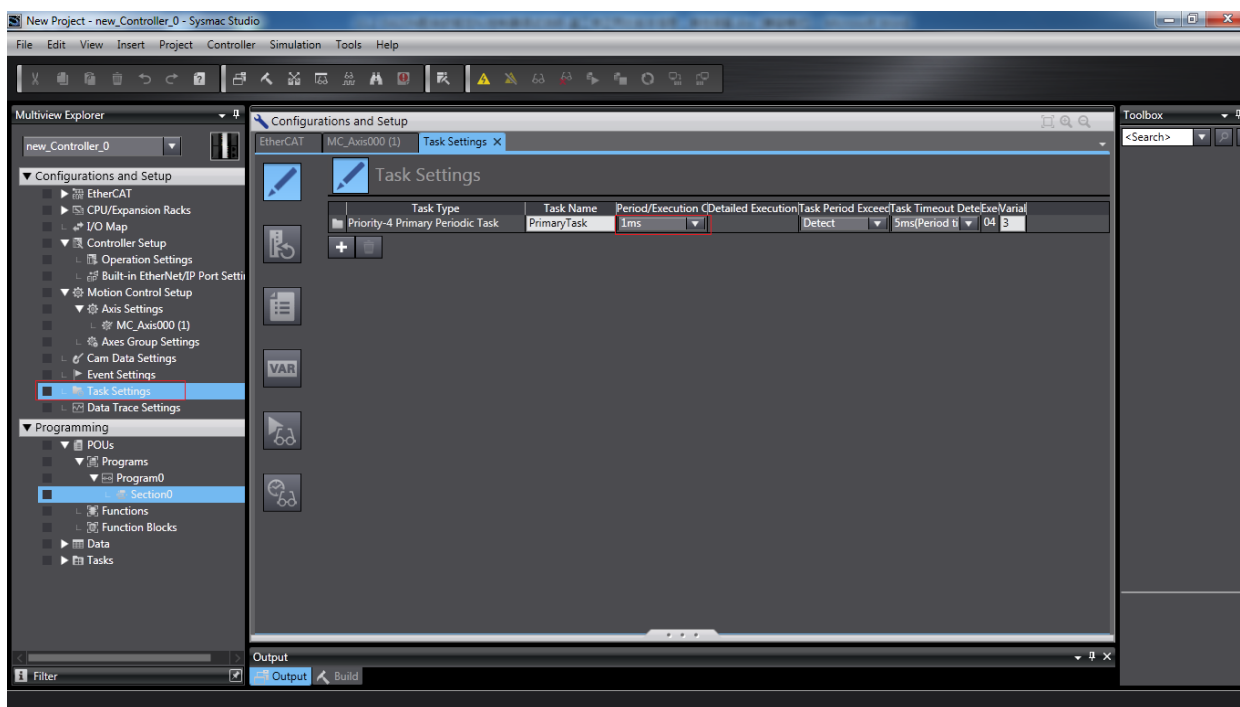 New Project - new_Controller_0 - Sysmac Studio
File Edit View Insert Project Controller Simulation Tools Help
Multiview Explorer
new_Controller_0
Configurations and Setup
EtherCAT
CPU/Expansion Racks
I/O Map
Controller Setup
Operation Settings
Built-in EtherNet/IP Port Setti
Motion Control Setup
Axis Settings
MC_Axis000 (1)
Axes Group Settings
Cam Data Settings
Event Settings
Task Settings
Data Trace Settings
Programming
POUs
Programs
Program0
Section0
Functions
Function Blocks
Data
Tasks
Filter
Configurations and Setup
EtherCAT MC_Axis000 (1) Task Settings X
Task Settings
Task Type Task Name Period/Execution C Detailed Execution Task Period Exceed Task Timeout Dete Exe Varial
Priority-4 Primary Periodic Task PrimaryTask 1ms Detect 5ms(Period ti 04 3
VAR
Output
Output Build
Toolbox
<Search>